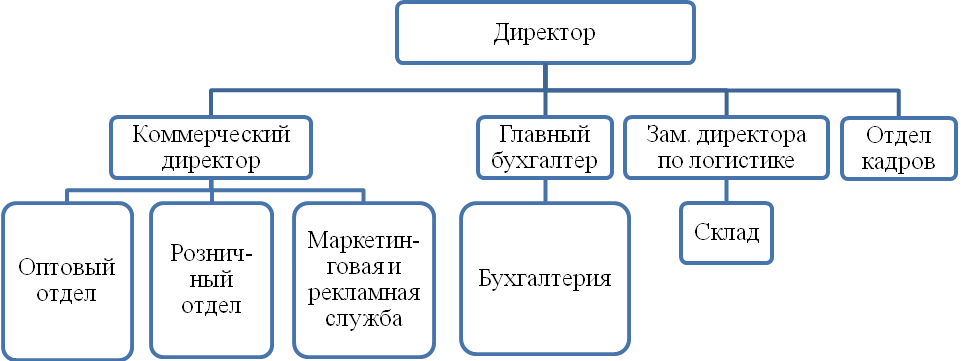 Директор
Коммерческий
директор
Главный
бухгалтер
Зам. директора
по логистике
Отдел
кадров
Оптовый
отдел
Рознич-
ный
отдел
Маркетин-
говая и
рекламная
служба
Бухгалтерия
Склад